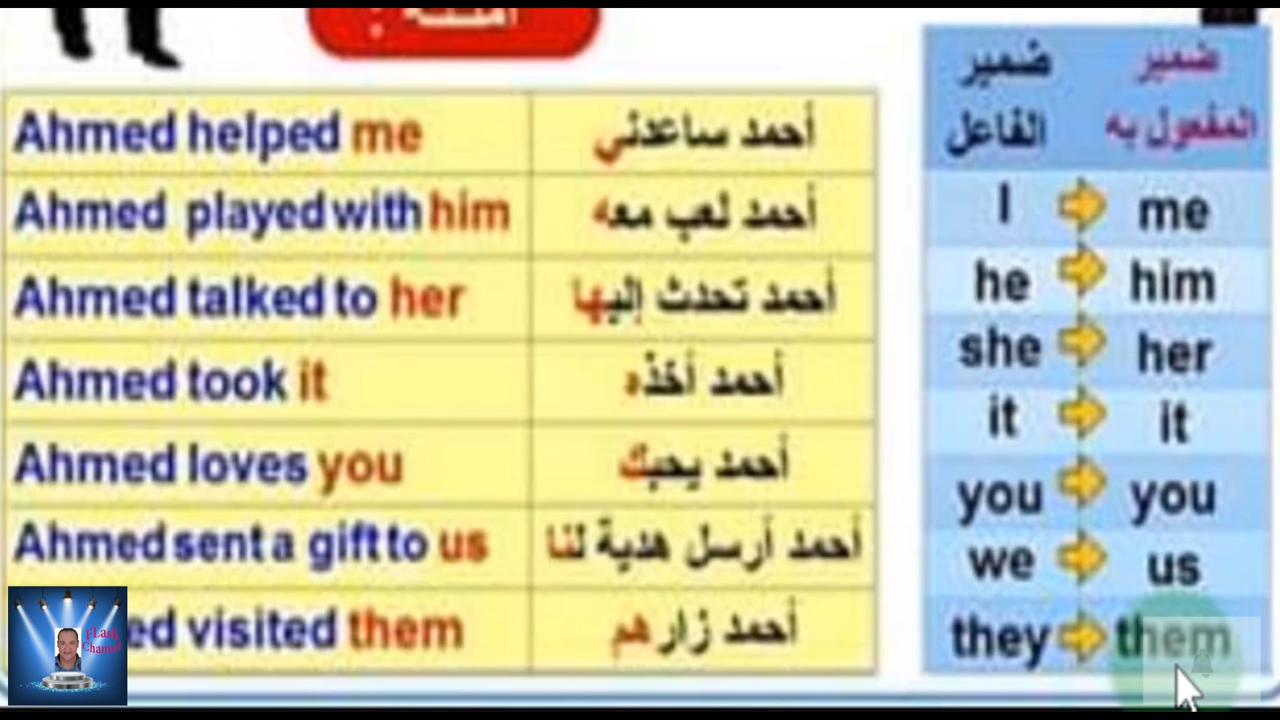 أمثلة :
Ahmed helped me أحمد ساعدني
Ahmed played with him أحمد لعب معه
Ahmed talked to her أحمد تحدث إليها
Ahmed took it أحمد أخذه
Ahmed loves you أحمد يحبك
Ahmed sent a gift to us أحمد أرسل هدية لنا
ed visited them أحمد زارهم
ضمير الفاعل ضمير المفعول به
I me
he him
she her
it it
you you
we us
they them
FLash
Channel